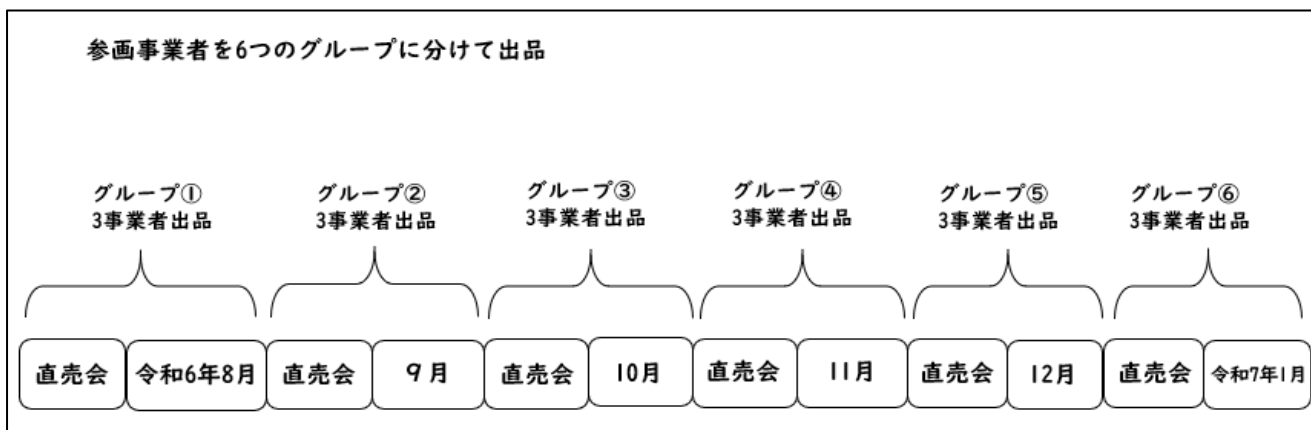 参画事業者を6つのグループに分けて出品
グループ① グループ② グループ③ グループ④ グループ⑤ グループ⑥
3事業者出品 3事業者出品 3事業者出品 3事業者出品 3事業者出品 3事業者出品
直売会 令和6年8月 直売会 9月 直売会 10月 直売会 11月 直売会 12月 直売会 令和7年1月